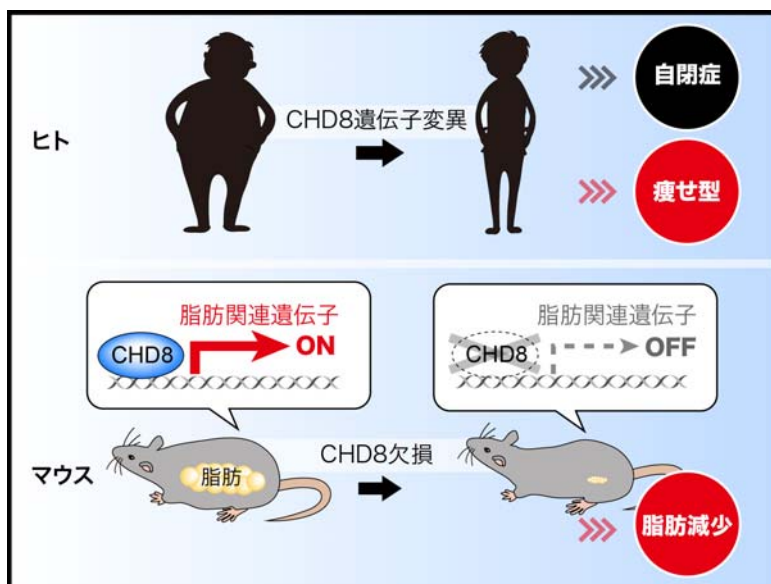 ヒト
CHD8遺伝子変異
自閉症
痩せ型
脂肪関連遺伝子
CHD8
ON
脂肪関連遺伝子
CHD8
OFF
マウス
脂肪
CHD8欠損
脂肪減少